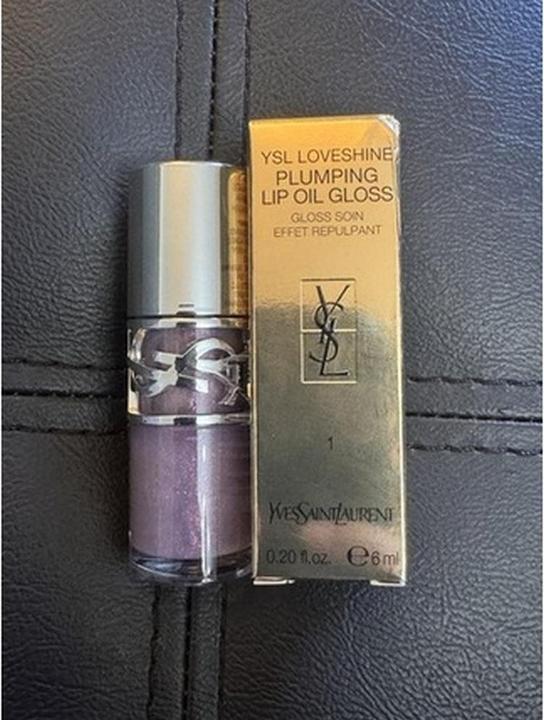 YSL LOVESHINE
PLUMPING
LIP OIL GLOSS
GLOSS SOIN
EFFET REPULPANT
YSL
1
YVESSAINTLAURENT
0.20 fl.oz. ℮ 6 ml